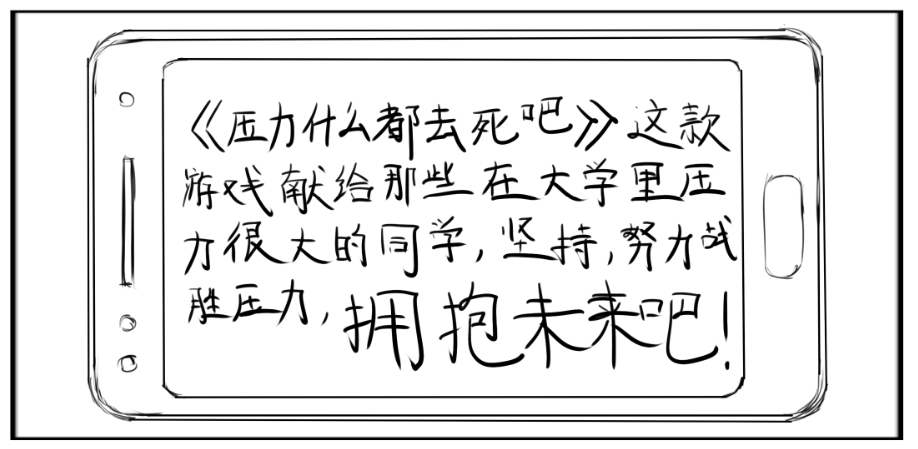 《压力什么都去死吧》这款
游戏献给那些在大学里压
力很大的同学,坚持,努力战
胜压力,拥抱未来吧!